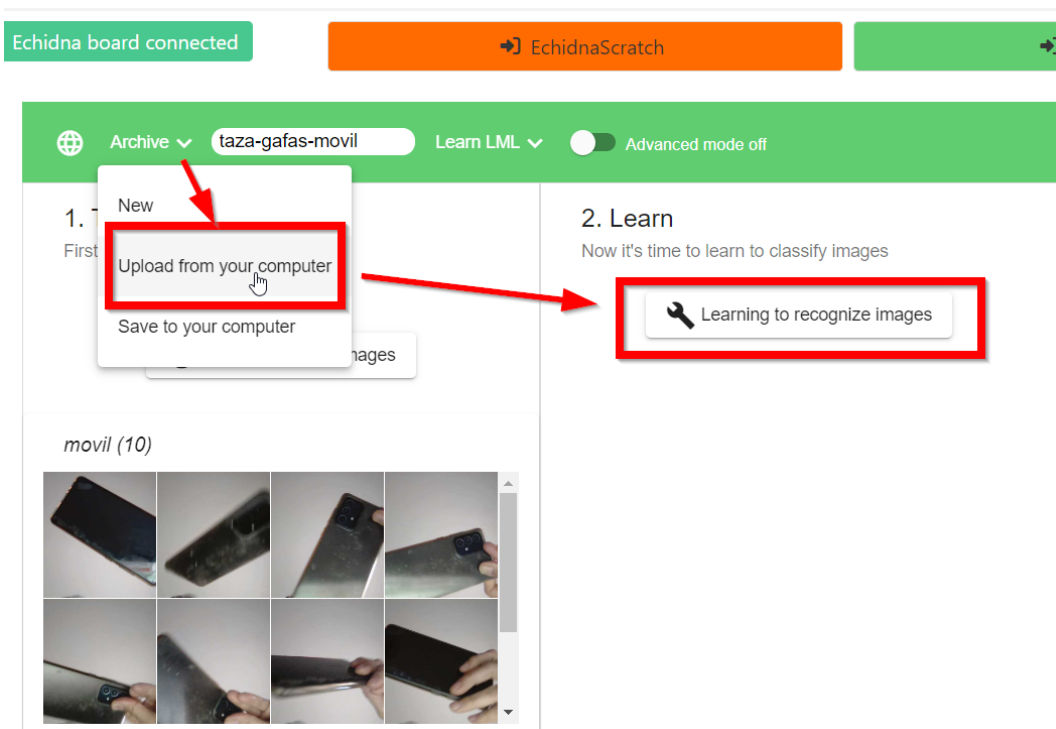 Echidna board connected
EchidnaScratch
Archive
taza-gafas-movil
Learn LML
Advanced mode off
New
Upload from your computer
Save to your computer
1. T
First
ages
movil (10)
2. Learn
Now it's time to learn to classify images
Learning to recognize images